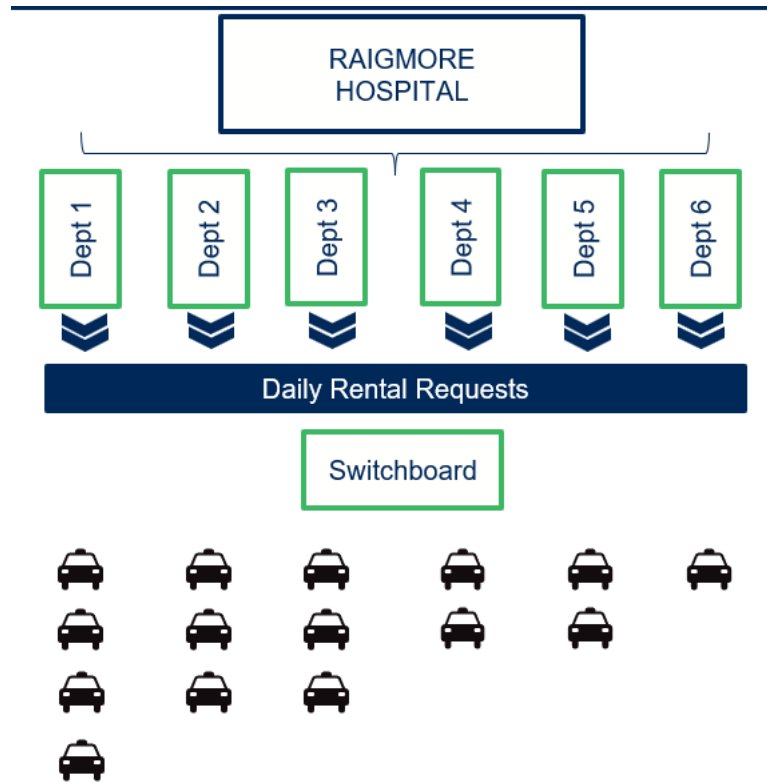 RAIGMORE
HOSPITAL
Dept 1
Dept 2
Dept 3
Dept 4
Dept 5
Dept 6
Daily Rental Requests
Switchboard